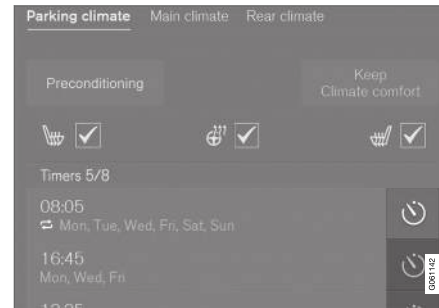 Parking climate Main climate Rear climate
Preconditioning
Keep
Climate comfort
Timers 5/8
08:05
Mon, Tue, Wed, Fri, Sat, Sun
16:45
Mon, Wed, Fri
G061142